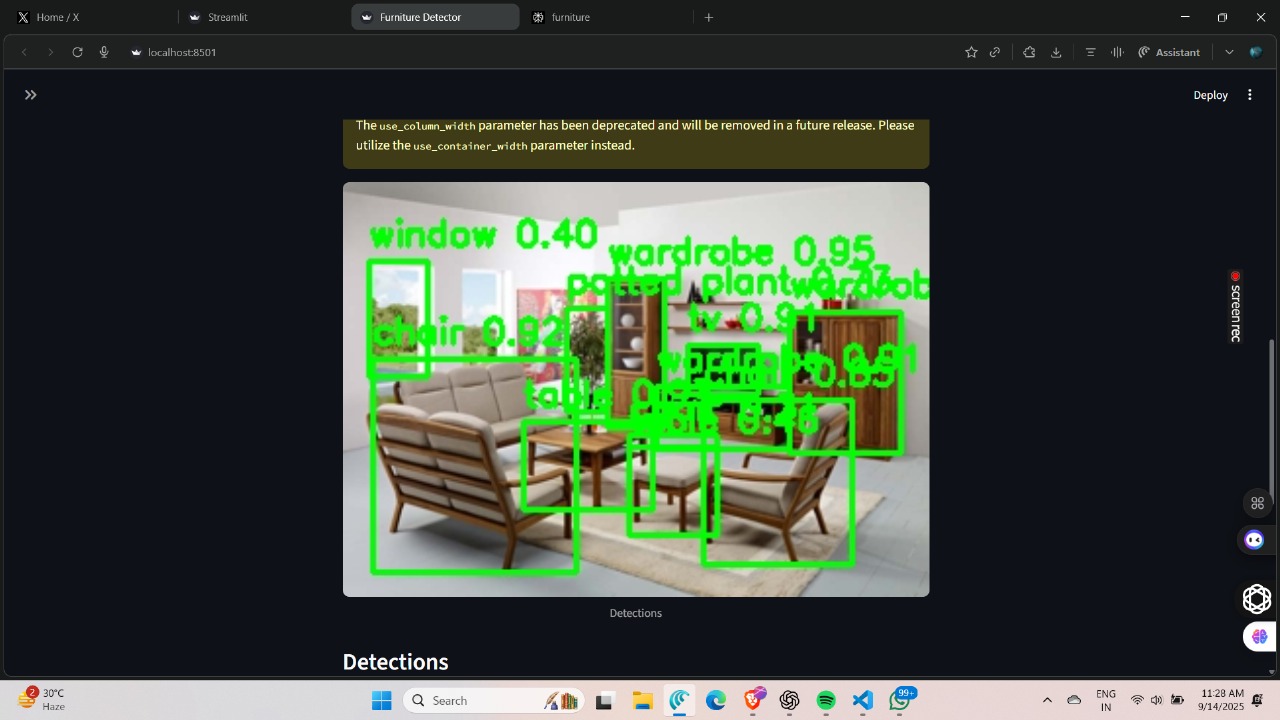 Home / X
Streamlit
Furniture Detector
furniture
localhost:8501
Assistant
Deploy
The use_column_width parameter has been deprecated and will be removed in a future release. Please
utilize the use_container_width parameter instead.
window 0.40
wardrobe 0.95
potted plant
wardrob
tv 0.91
chair 0.92
wardrobe 0.91
0.85
table
0.48
Detections
Detections
screen rec
2
30°C
Haze
Search
99+
ENG
IN
11:28 AM
9/14/2025